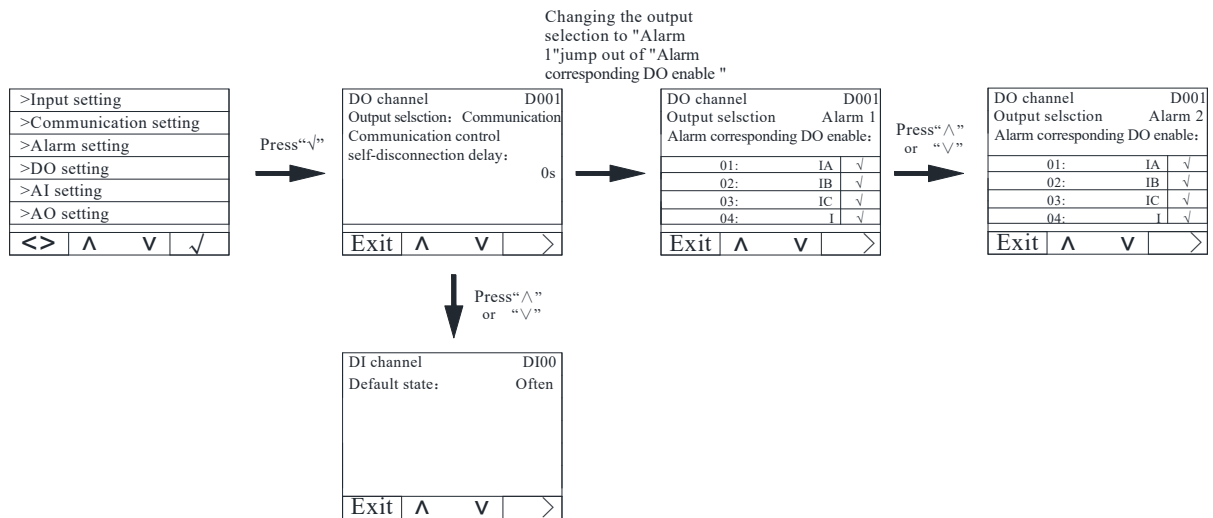 Changing the output
selection to "Alarm
1"jump out of "Alarm
corresponding DO enable "
>Input setting
>Communication setting
>Alarm setting
>DO setting
>AI setting
>AO setting
<> ∧ ∨ √
Press“√”
DO channel D001
Output selsction：Communication
Communication control
self-disconnection delay：
0s
Exit ∧ ∨ >
DO channel D001
Output selsction Alarm 1
Alarm corresponding DO enable：
01: IA √
02: IB √
03: IC √
04: I √
Exit ∧ ∨ >
Press“∧”
or “∨”
DO channel D001
Output selsction Alarm 2
Alarm corresponding DO enable：
01: IA √
02: IB √
03: IC √
04: I √
Exit ∧ ∨ >
Press“∧”
or “∨”
DI channel DI00
Default state： Often
Exit ∧ ∨ >